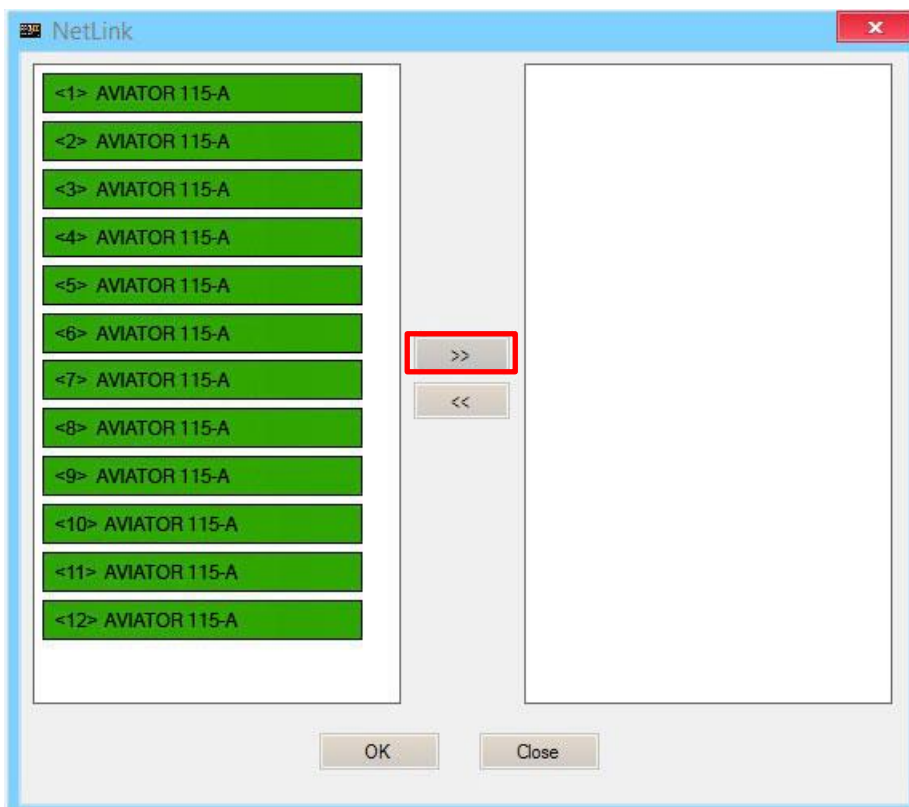 NetLink
x
<1> AVIATOR 115-A
<2> AVIATOR 115-A
<3> AVIATOR 115-A
<4> AVIATOR 115-A
<5> AVIATOR 115-A
<6> AVIATOR 115-A
<7> AVIATOR 115-A
<8> AVIATOR 115-A
<9> AVIATOR 115-A
<10> AVIATOR 115-A
<11> AVIATOR 115-A
<12> AVIATOR 115-A
>>
<<
OK
Close